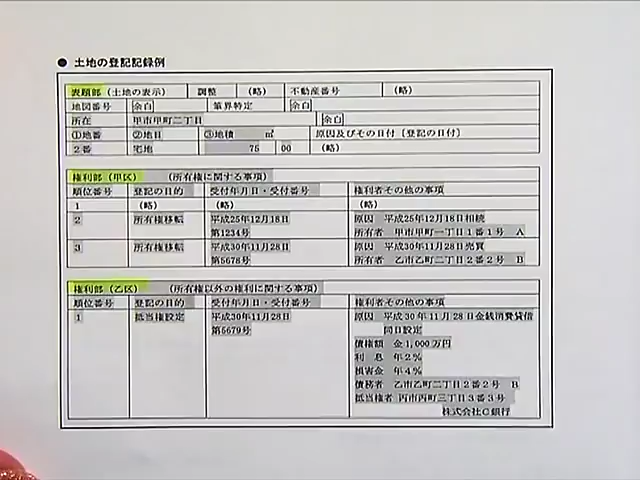 ● 土地の登記記録例
表題部（土地の表示） 調整 （略） 不動産番号 （略）
地図番号 余白 筆界特定 余白
所在 甲市甲町二丁目 余白
①地番 ②地目 ③地積 ㎡ 原因及びその日付〔登記の日付〕
2番 宅地 75 00 （略）
権利部（甲区） （所有権に関する事項）
順位番号 登記の目的 受付年月日・受付番号 権利者その他の事項
1 （略） （略） （略）
2 所有権移転 平成25年12月18日 原因 平成25年12月18日相続
第1234号 所有者 甲市甲町一丁目1番1号 A
3 所有権移転 平成30年11月28日 原因 平成30年11月28日売買
第5678号 所有者 乙市乙町二丁目2番2号 B
権利部（乙区） （所有権以外の権利に関する事項）
順位番号 登記の目的 受付年月日・受付番号 権利者その他の事項
1 抵当権設定 平成30年11月28日 原因 平成30年11月28日金銭消費貸借
第5679号 同日設定
債権額 金1,000万円
利息 年2％
損害金 年4％
債務者 乙市乙町二丁目2番2号 B
抵当権者 丙市丙町三丁目3番3号
株式会社C銀行